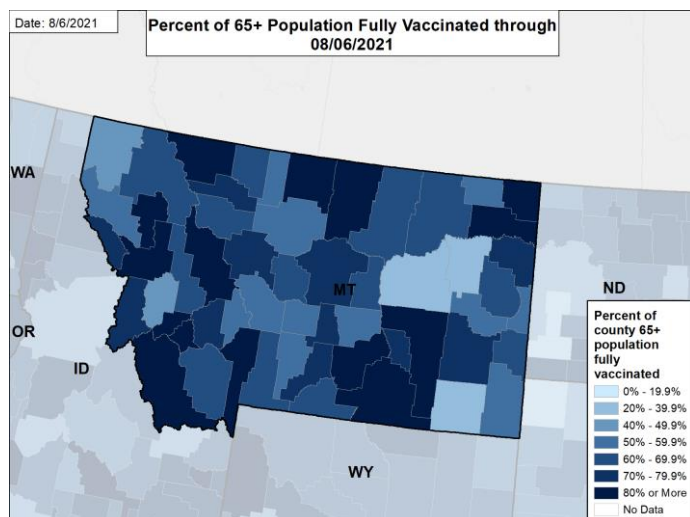 Date: 8/6/2021
Percent of 65+ Population Fully Vaccinated through
08/06/2021
WA
MT
ND
OR
ID
WY
Percent of
county 65+
population
fully
vaccinated
0% - 19.9%
20% - 39.9%
40% - 49.9%
50% - 59.9%
60% - 69.9%
70% - 79.9%
80% or More
No Data